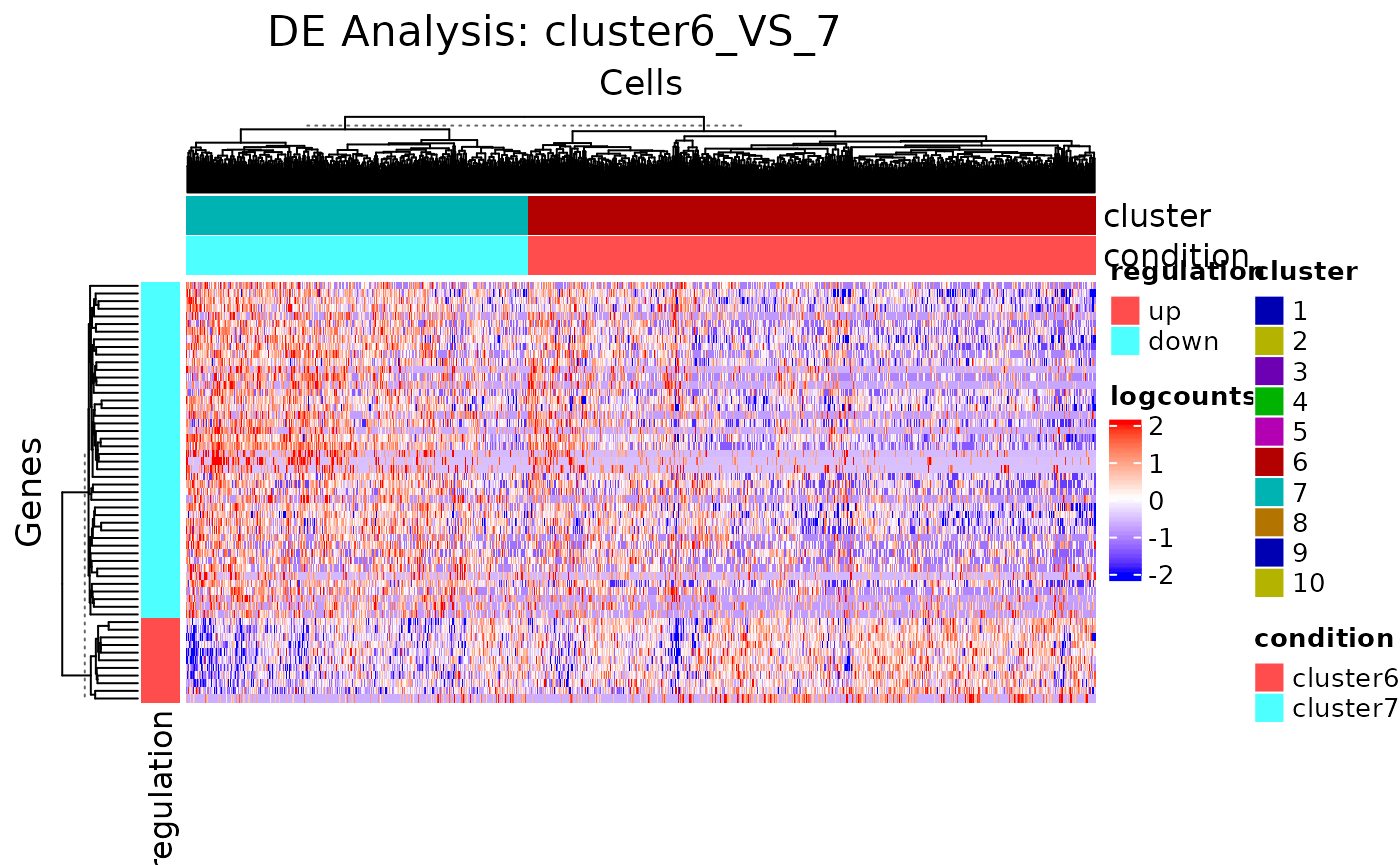 DE Analysis: cluster6_VS_7
Cells
cluster
condition
Genes
regulation
regulation
up
down
logcounts
2
1
0
-1
-2
cluster
1
2
3
4
5
6
7
8
9
10
condition
cluster6
cluster7